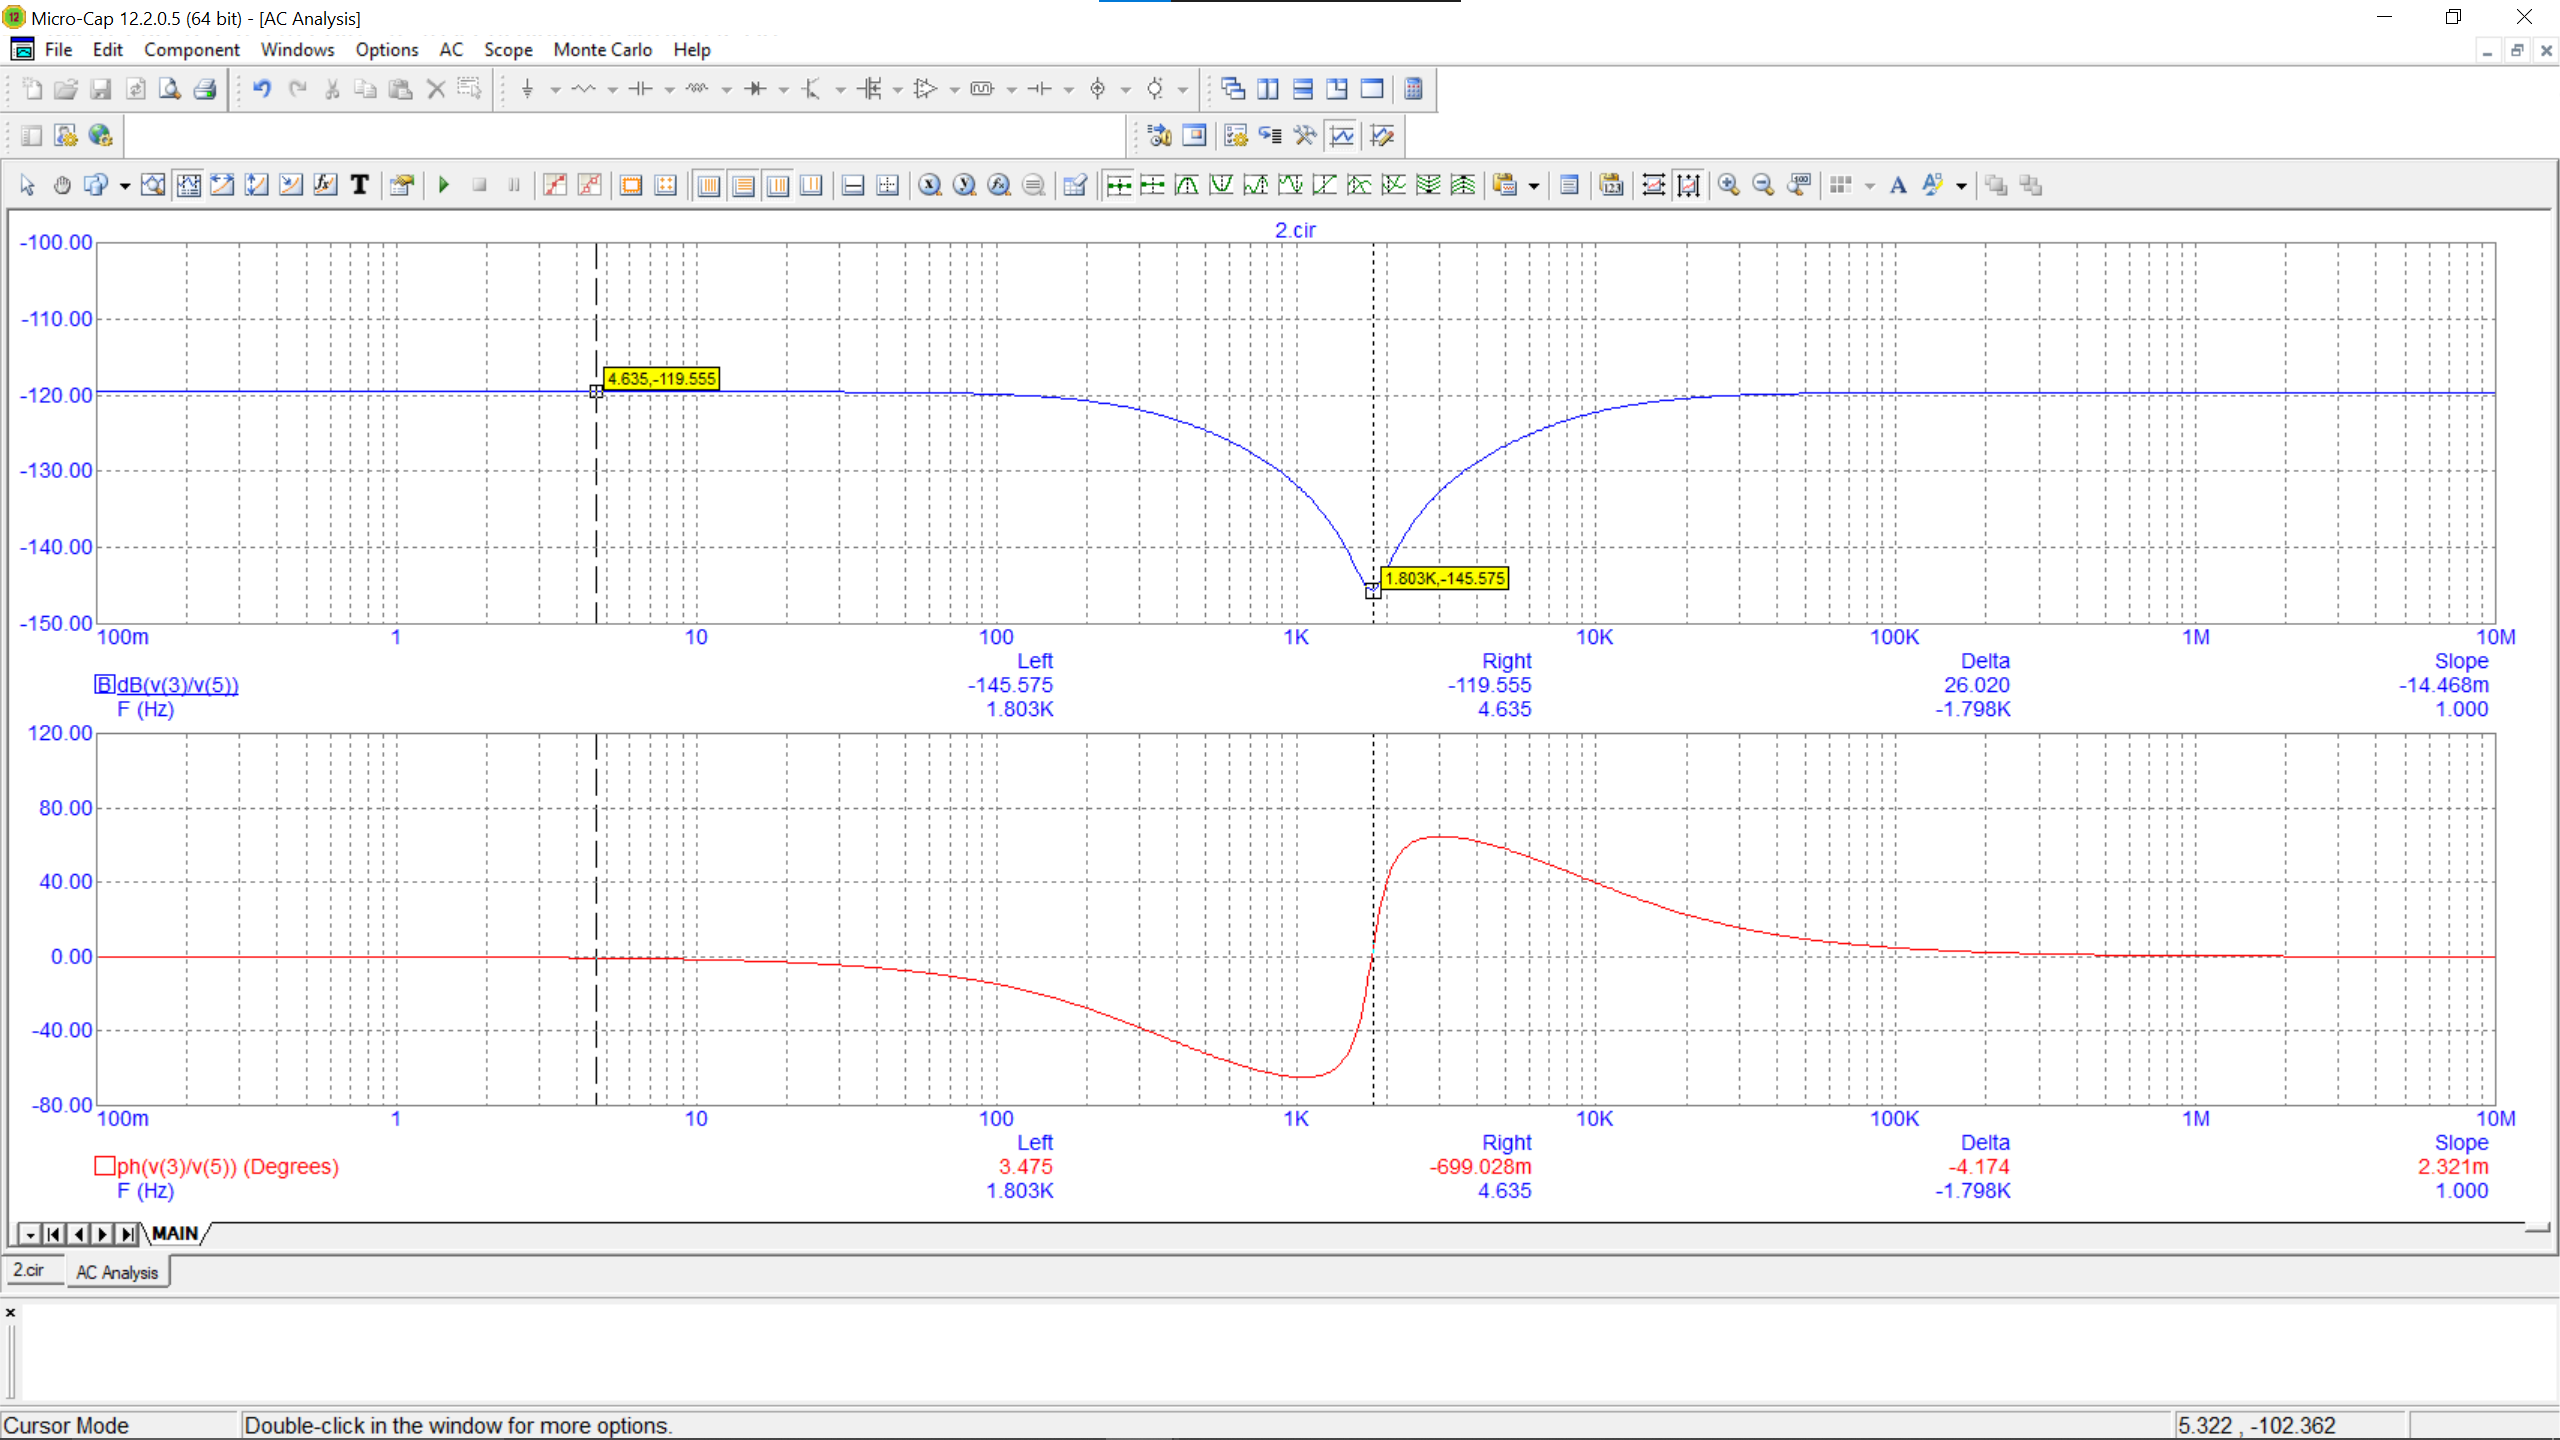 Micro-Cap 12.2.0.5 (64 bit) - [AC Analysis]
File Edit Component Windows Options AC Scope Monte Carlo Help
2.cir
-100.00
-110.00
4.635,-119.555
-120.00
-130.00
-140.00
1.803K,-145.575
-150.00
100m 1 10 100 1K 10K 100K 1M 10M
Left Right Delta Slope
B dB(v(3)/v(5)) -145.575 -119.555 26.020 -14.468m
F (Hz) 1.803K 4.635 -1.798K 1.000
120.00
80.00
40.00
0.00
-40.00
-80.00
100m 1 10 100 1K 10K 100K 1M 10M
Left Right Delta Slope
ph(v(3)/v(5)) (Degrees) 3.475 -699.028m -4.174 2.321m
F (Hz) 1.803K 4.635 -1.798K 1.000
MAIN
2.cir AC Analysis
Cursor Mode Double-click in the window for more options. 5.322 , -102.362